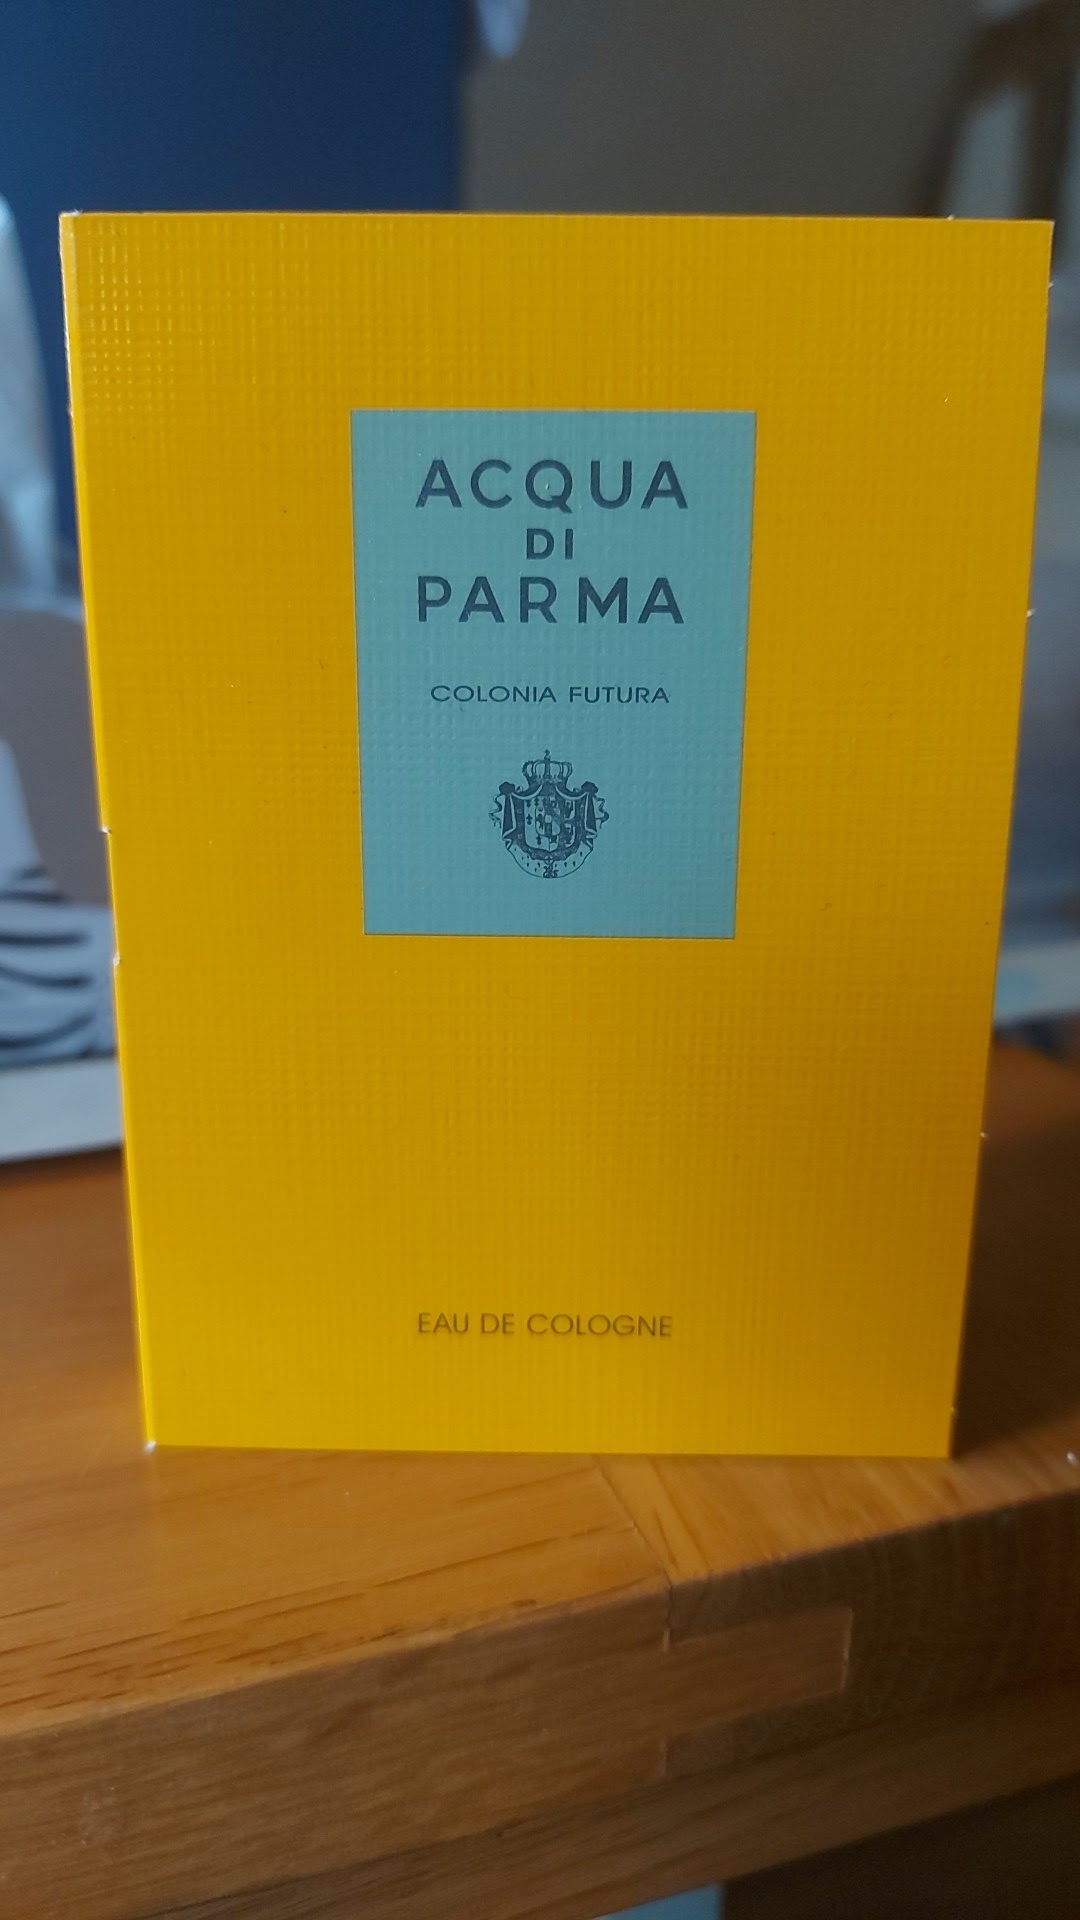 ACQUA
DI
PARMA
COLONIA FUTURA
EAU DE COLOGNE